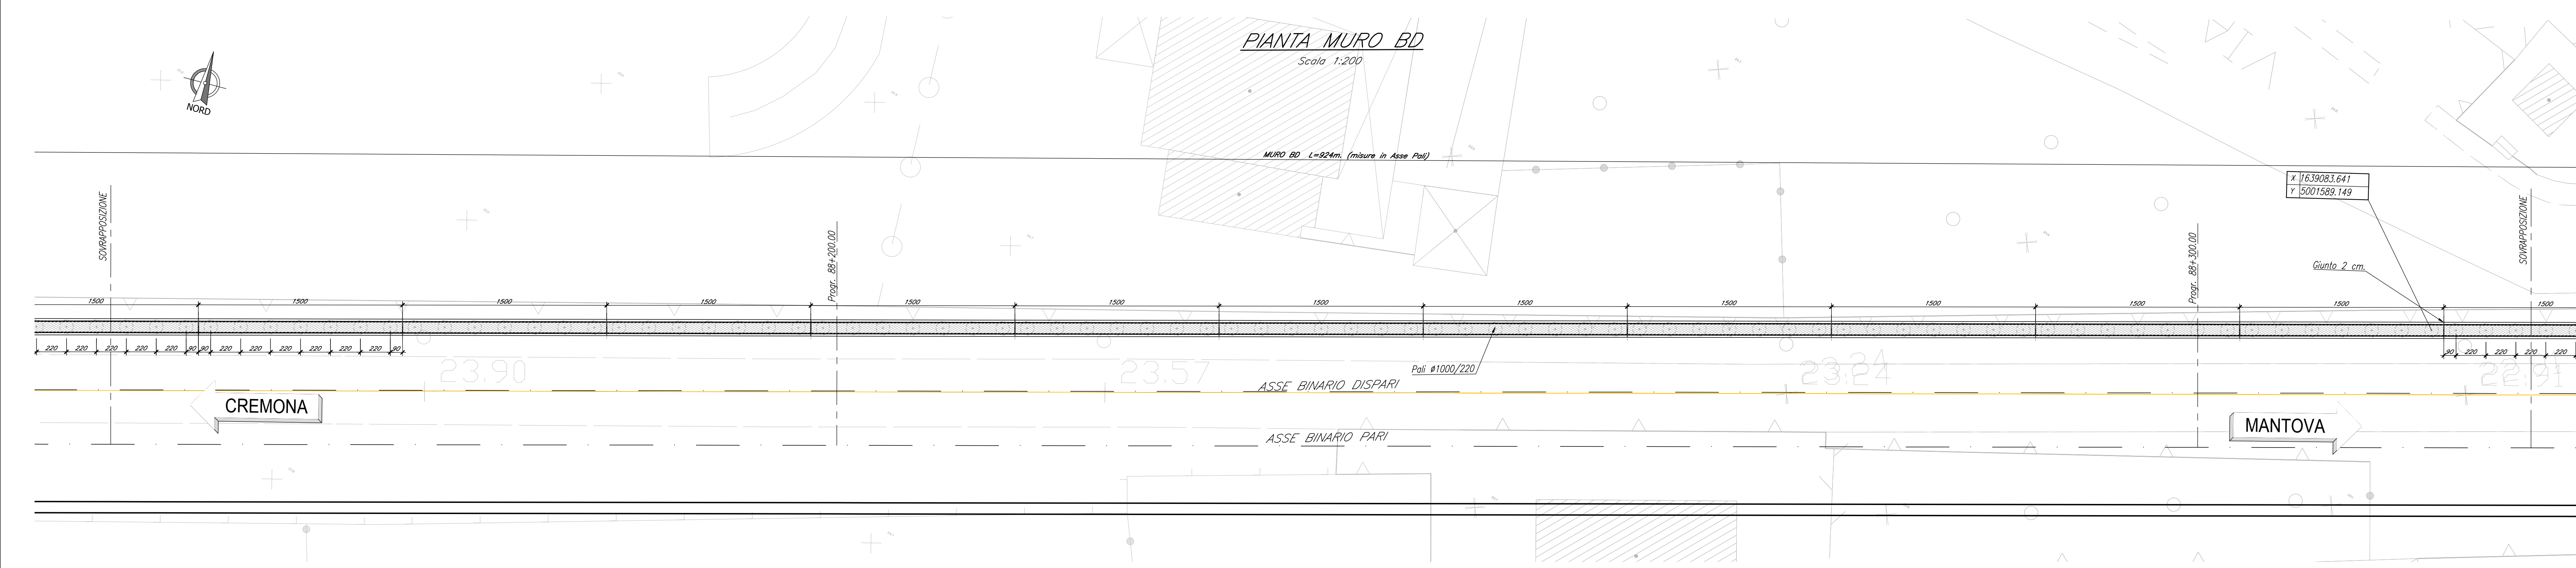 PIANTA MURO BD
Scala 1:200
NORD
MURO BD L=924m. (misure in Asse Pali)
X 1639083.641
Y 5001589.149
SOVRAPPOSIZIONE
Progr. 88+200.00
Progr. 88+300.00
SOVRAPPOSIZIONE
Giunto 2 cm.
1500 1500 1500 1500 1500 1500 1500 1500 1500 1500 1500 1500 1500
220 220 220 220 220 90 90 220 220 220 220 220 220 90
90 220 220 220 220
Pali ø1000/220
23.90 23.57 23.24 22.91
ASSE BINARIO DISPARI
CREMONA
MANTOVA
ASSE BINARIO PARI
VIA